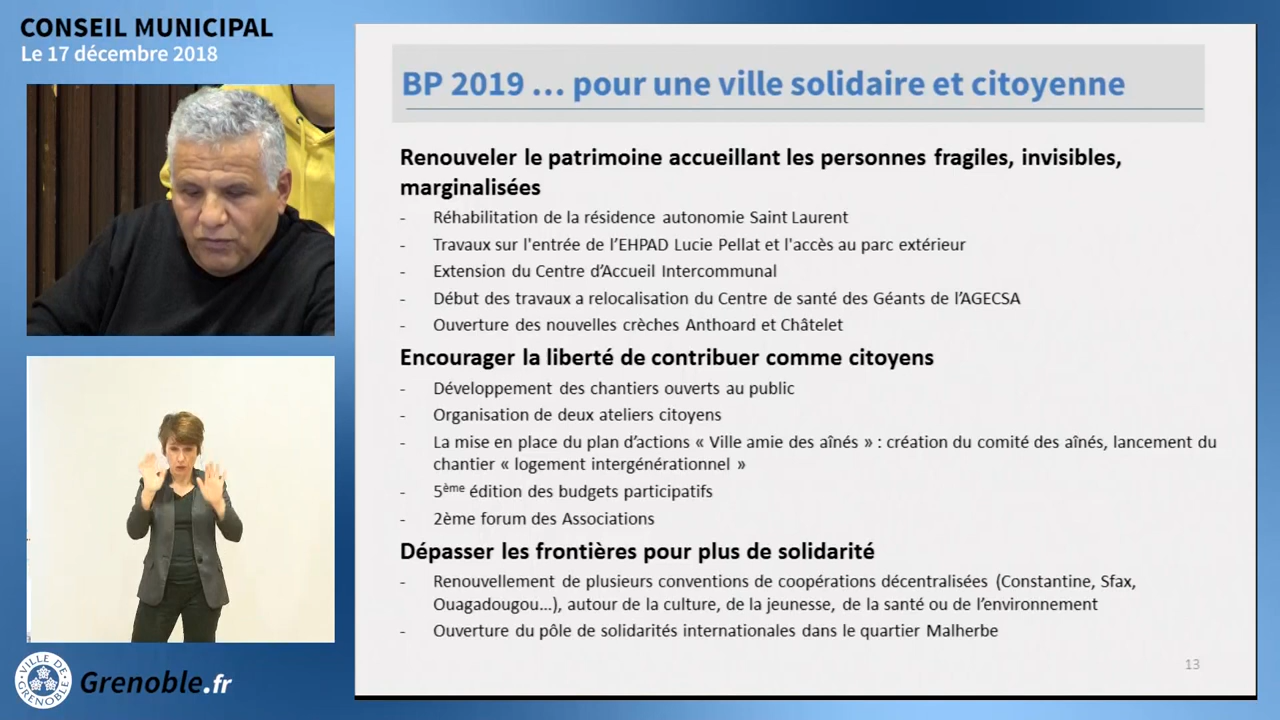 CONSEIL MUNICIPAL
Le 17 décembre 2018
BP 2019 ... pour une ville solidaire et citoyenne
Renouveler le patrimoine accueillant les personnes fragiles, invisibles,
marginalisées
- Réhabilitation de la résidence autonomie Saint Laurent
- Travaux sur l'entrée de l’EHPAD Lucie Pellat et l'accès au parc extérieur
- Extension du Centre d’Accueil Intercommunal
- Début des travaux a relocalisation du Centre de santé des Géants de l’AGECSA
- Ouverture des nouvelles crèches Anthoard et Châtelet
Encourager la liberté de contribuer comme citoyens
- Développement des chantiers ouverts au public
- Organisation de deux ateliers citoyens
- La mise en place du plan d’actions « Ville amie des aînés » : création du comité des aînés, lancement du
chantier « logement intergénérationnel »
- 5ème édition des budgets participatifs
- 2ème forum des Associations
Dépasser les frontières pour plus de solidarité
- Renouvellement de plusieurs conventions de coopérations décentralisées (Constantine, Sfax,
Ouagadougou...), autour de la culture, de la jeunesse, de la santé ou de l’environnement
- Ouverture du pôle de solidarités internationales dans le quartier Malherbe
13
VILLE DE
GRENOBLE
Grenoble.fr